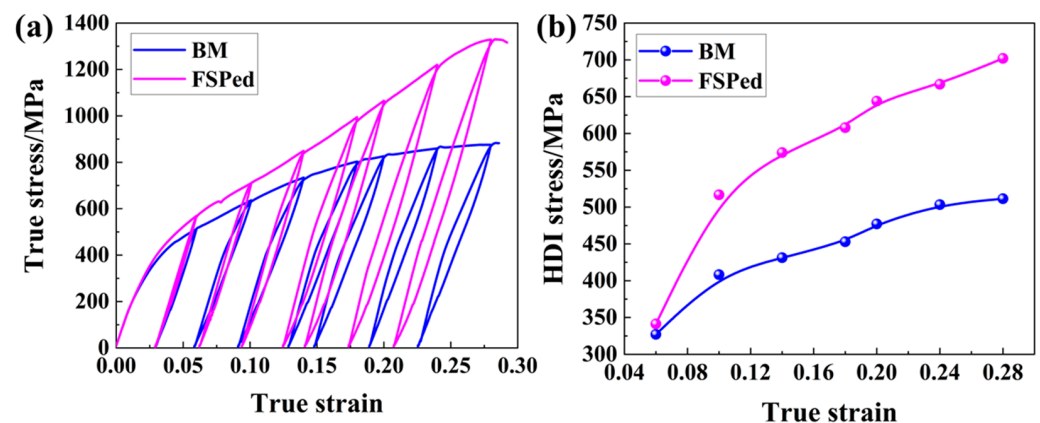 (a)
True stress/MPa
1400
1200
1000
800
600
400
200
0
BM
FSPed
0.00 0.05 0.10 0.15 0.20 0.25 0.30
True strain
(b)
HDI stress/MPa
750
700
650
600
550
500
450
400
350
300
BM
FSPed
0.04 0.08 0.12 0.16 0.20 0.24 0.28
True strain